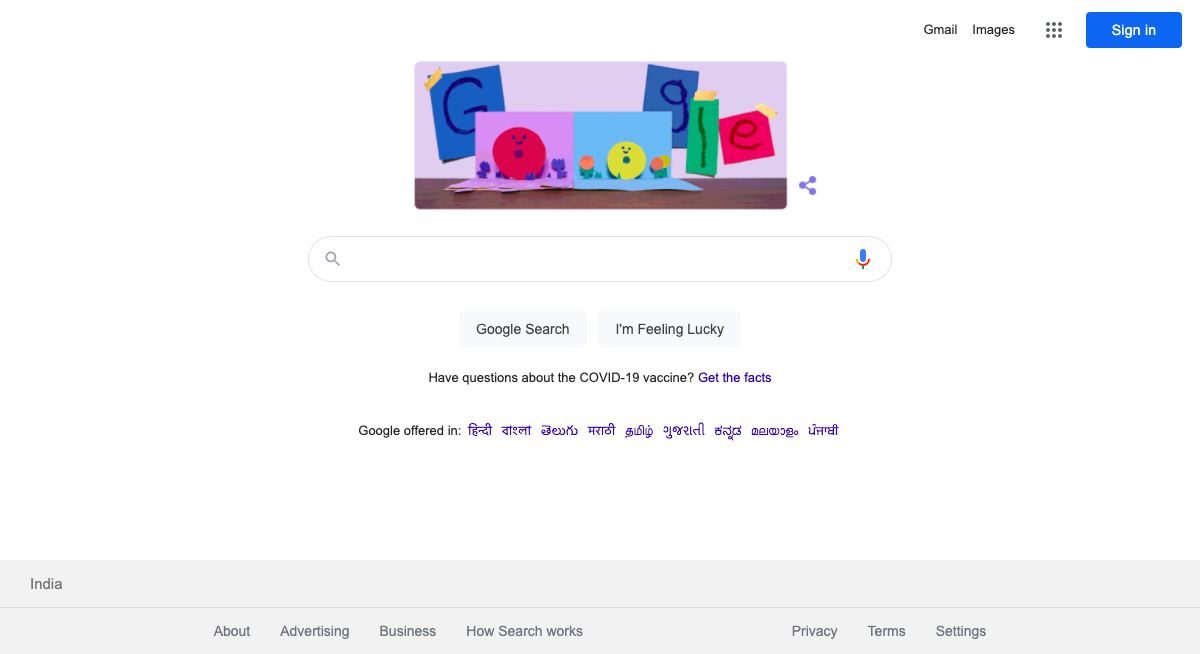 Gmail Images Sign in
G gle
Google Search I'm Feeling Lucky
Have questions about the COVID-19 vaccine? Get the facts
Google offered in: हिन्दी বাংলা తెలుగు मराठी தமிழ் ગુજરાતી ಕನ್ನಡ മലയാളം ਪੰਜਾਬੀ
India
About Advertising Business How Search works Privacy Terms Settings